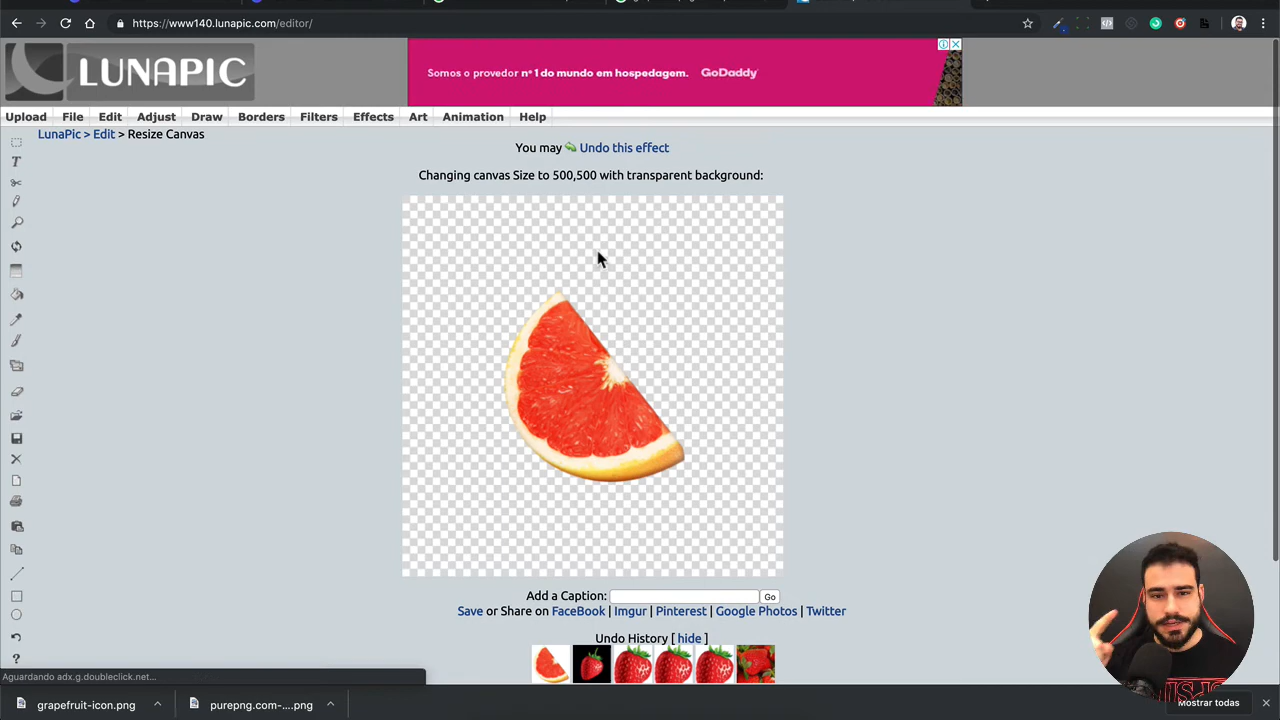 https://www140.lunapic.com/editor/
LUNAPIC
Somos o provedor nº 1 do mundo em hospedagem. GoDaddy
Upload File Edit Adjust Draw Borders Filters Effects Art Animation Help
LunaPic > Edit > Resize Canvas
You may Undo this effect
Changing canvas Size to 500,500 with transparent background:
Add a Caption: Go
Save or Share on FaceBook | Imgur | Pinterest | Google Photos | Twitter
Undo History [ hide ]
Aguardando adx.g.doubleclick.net...
grapefruit-icon.png
purepng.com-....png
Mostrar todas